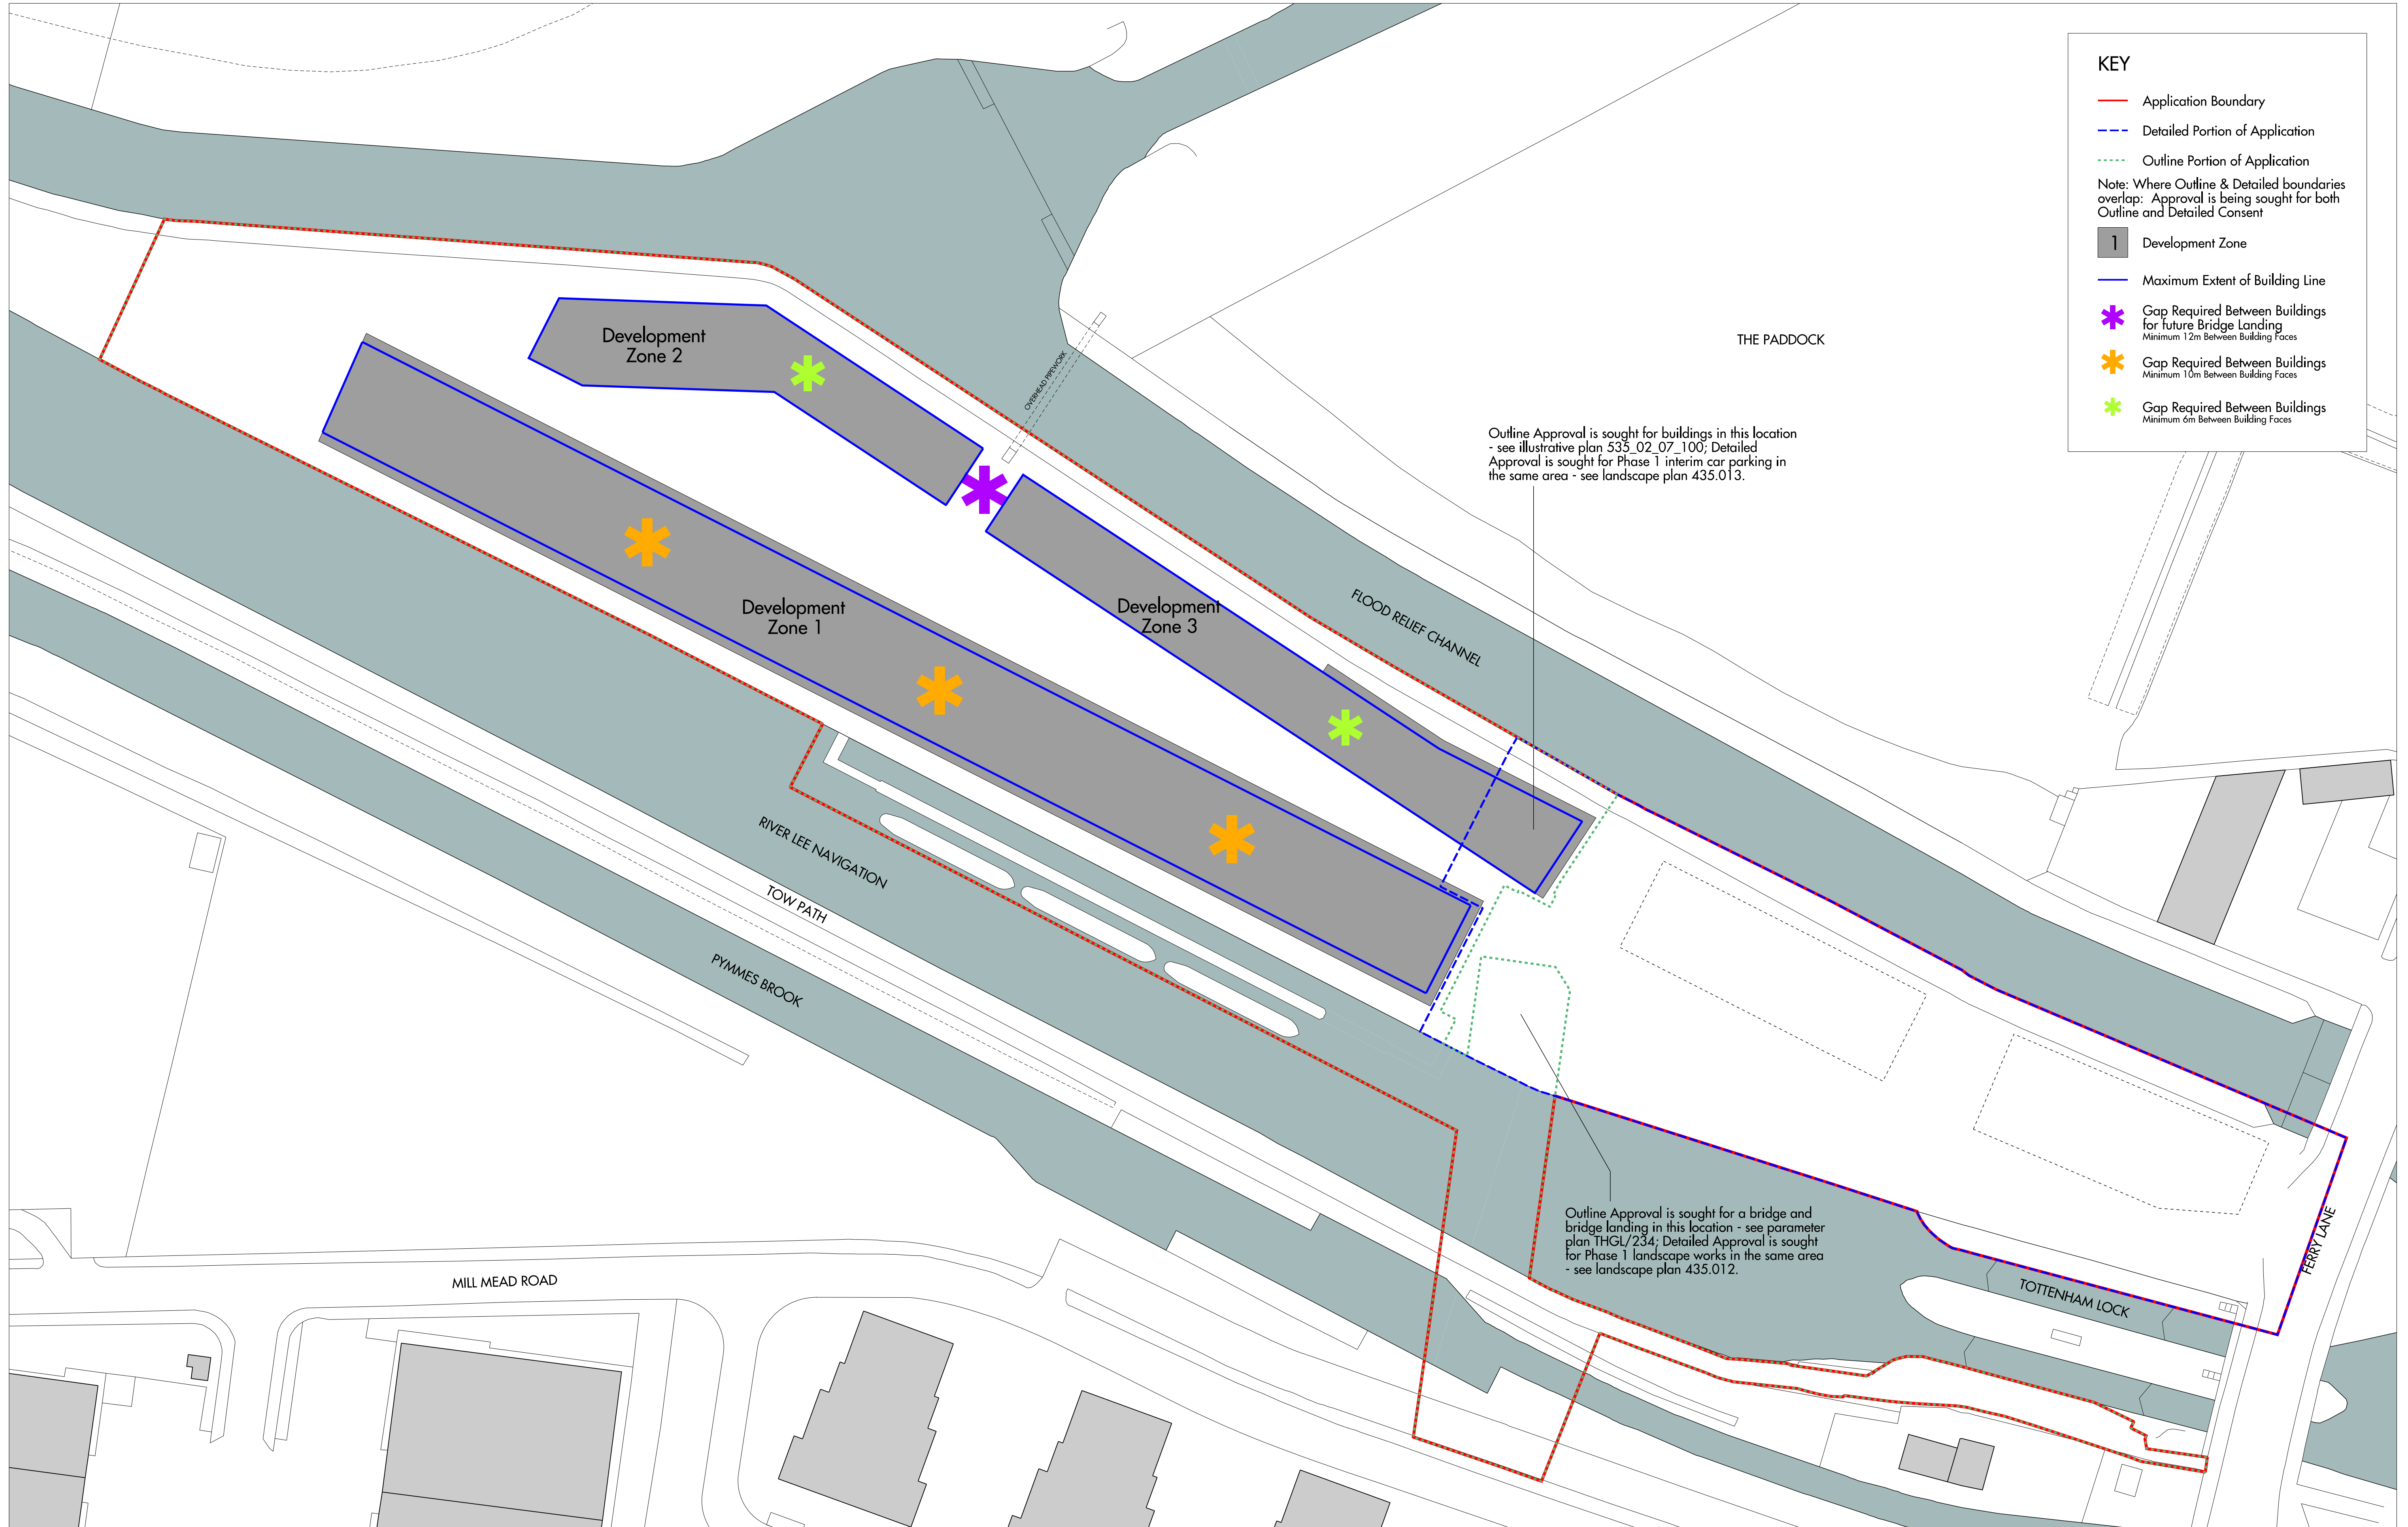 KEY
Application Boundary
Detailed Portion of Application
Outline Portion of Application
Note: Where Outline & Detailed boundaries
overlap: Approval is being sought for both
Outline and Detailed Consent
1
Development Zone
Maximum Extent of Building Line
Gap Required Between Buildings
for future Bridge Landing
Minimum 12m Between Building Faces
Gap Required Between Buildings
Minimum 10m Between Building Faces
Gap Required Between Buildings
Minimum 6m Between Building Faces
Development
Zone 2
OVERHEAD PIPEWORK
THE PADDOCK
Outline Approval is sought for buildings in this location
- see illustrative plan 535_02_07_100; Detailed
Approval is sought for Phase 1 interim car parking in
the same area - see landscape plan 435.013.
Development
Zone 1
Development
Zone 3
FLOOD RELIEF CHANNEL
RIVER LEE NAVIGATION
TOW PATH
PYMMES BROOK
Outline Approval is sought for a bridge and
bridge landing in this location - see parameter
plan THGL/234; Detailed Approval is sought
for Phase 1 landscape works in the same area
- see landscape plan 435.012.
FERRY LANE
MILL MEAD ROAD
TOTTENHAM LOCK